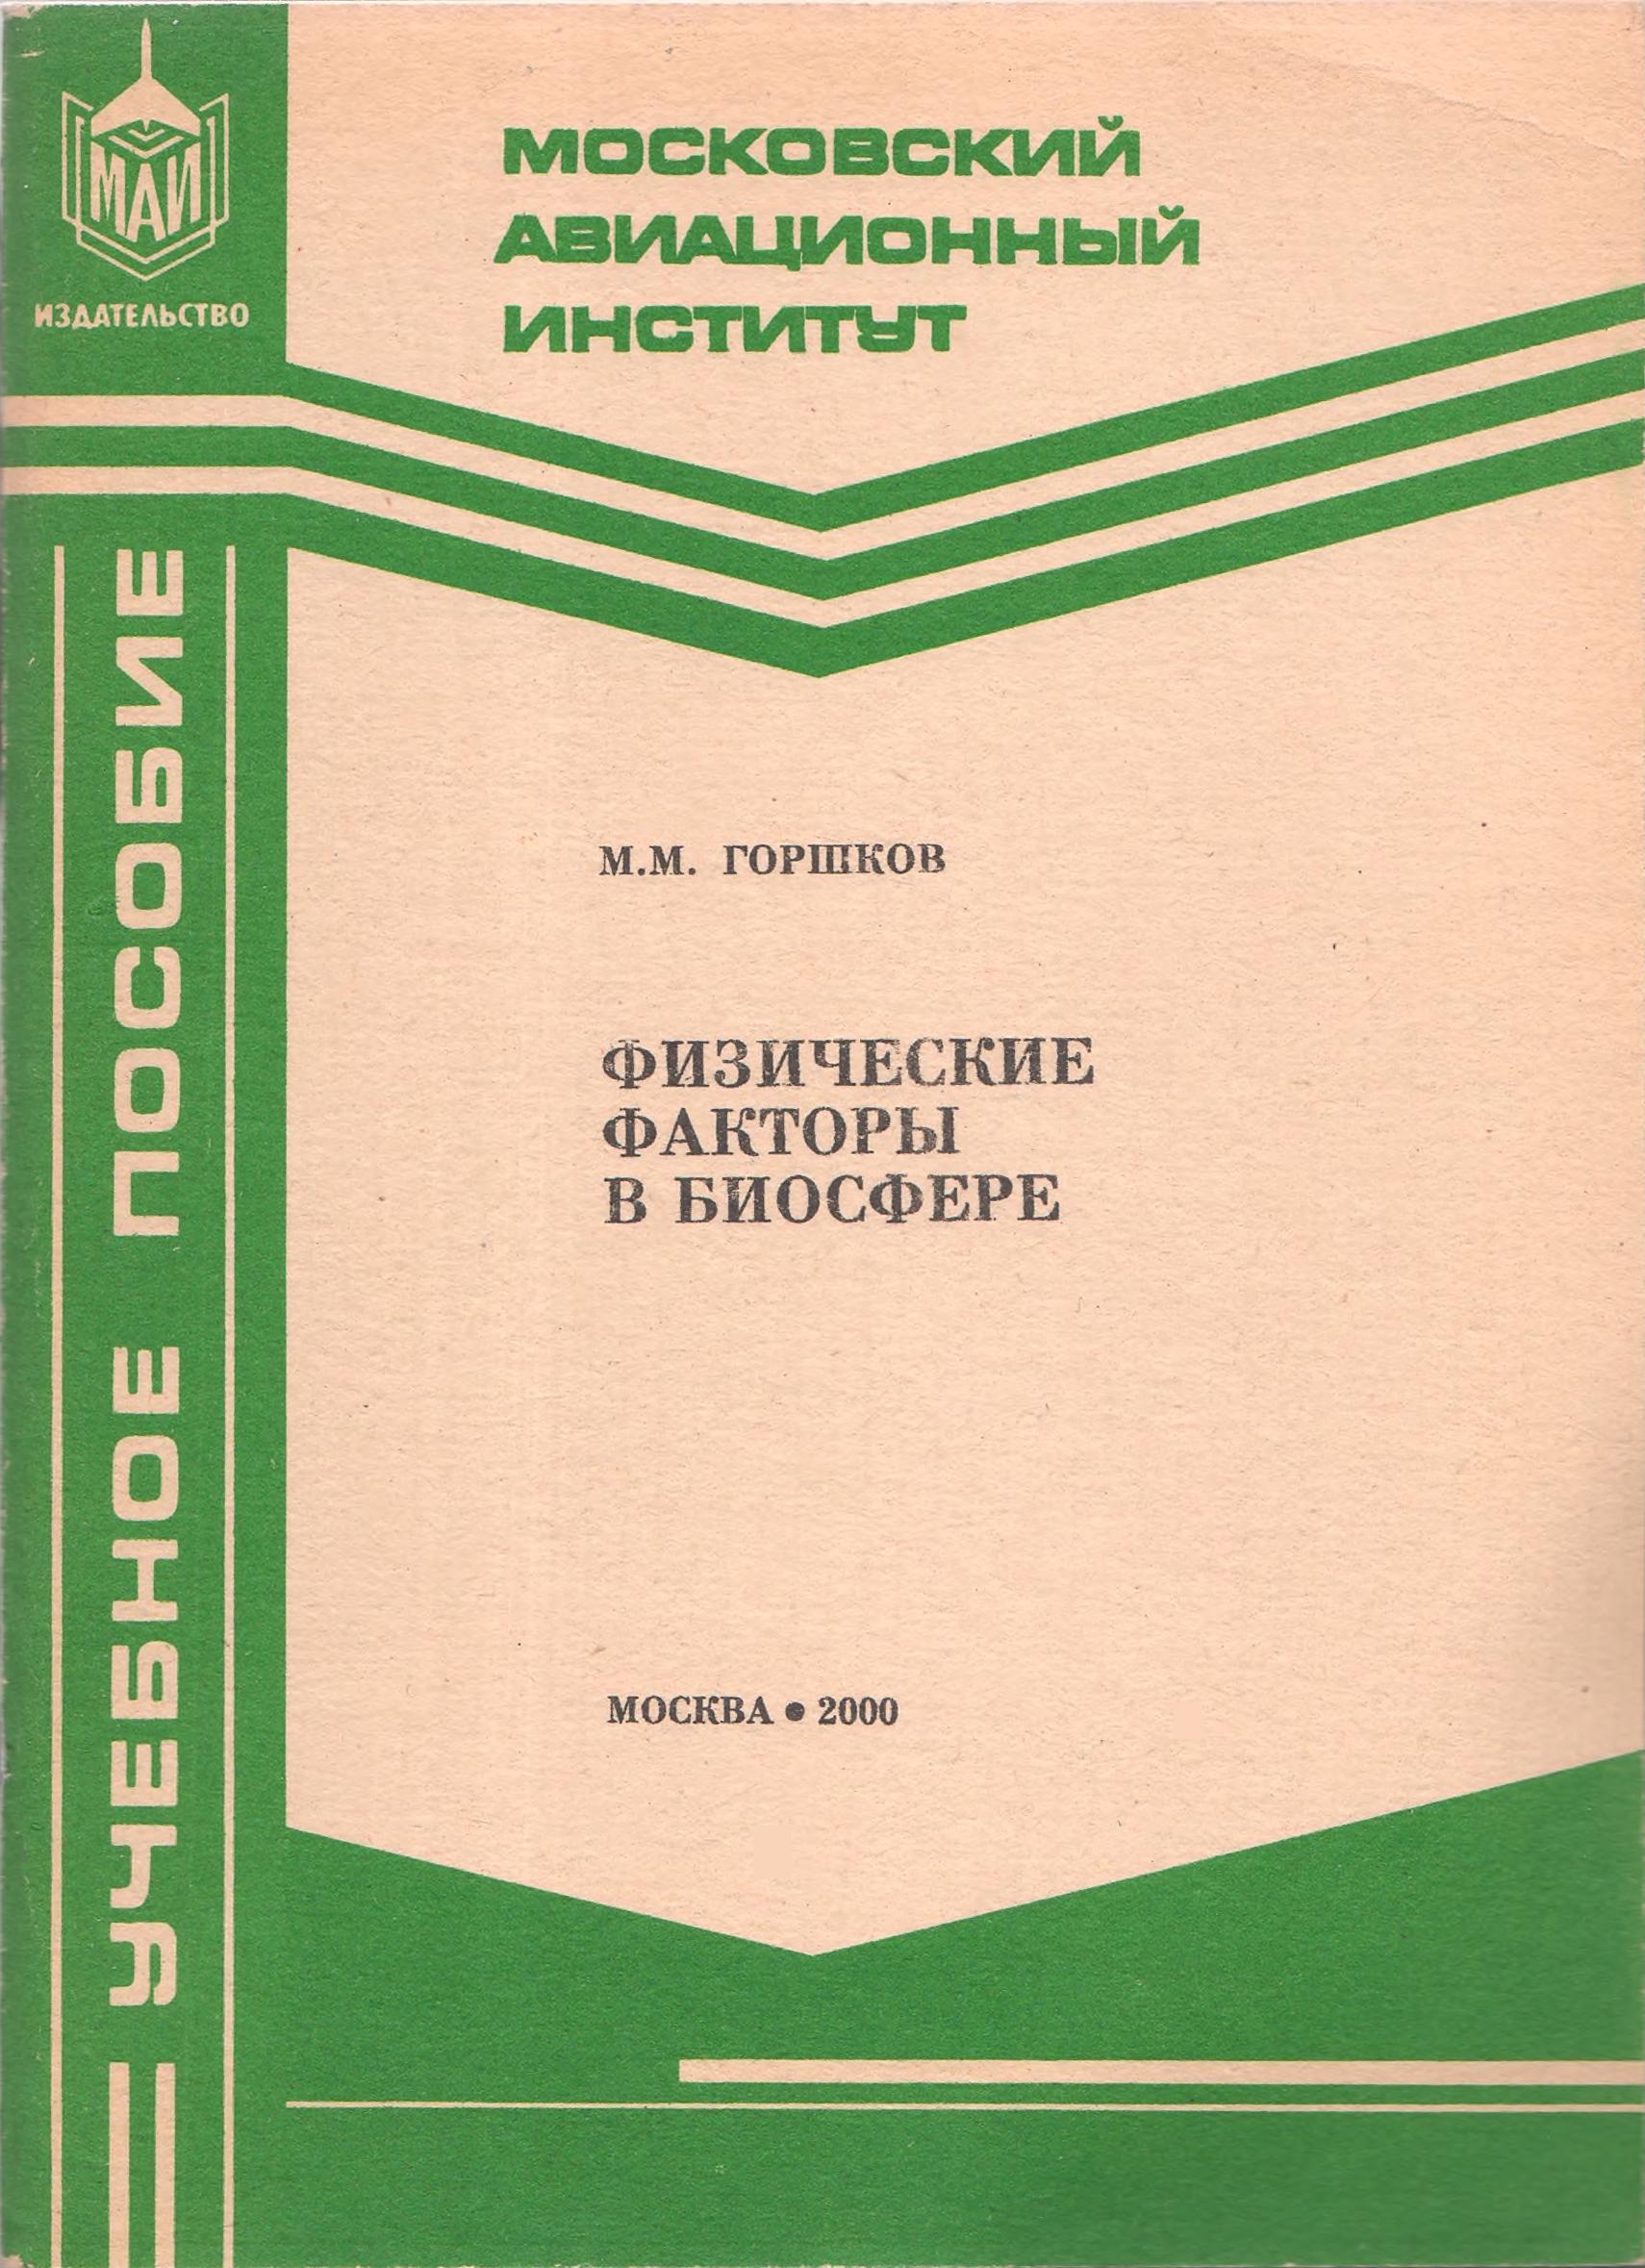 МАИ
ИЗДАТЕЛЬСТВО
МОСКОВСКИЙ
АВИАЦИОННЫЙ
ИНСТИТУТ
УЧЕБНОЕ ПОСОБИЕ
М.М. ГОРШКОВ
ФИЗИЧЕСКИЕ
ФАКТОРЫ
В БИОСФЕРЕ
МОСКВА • 2000